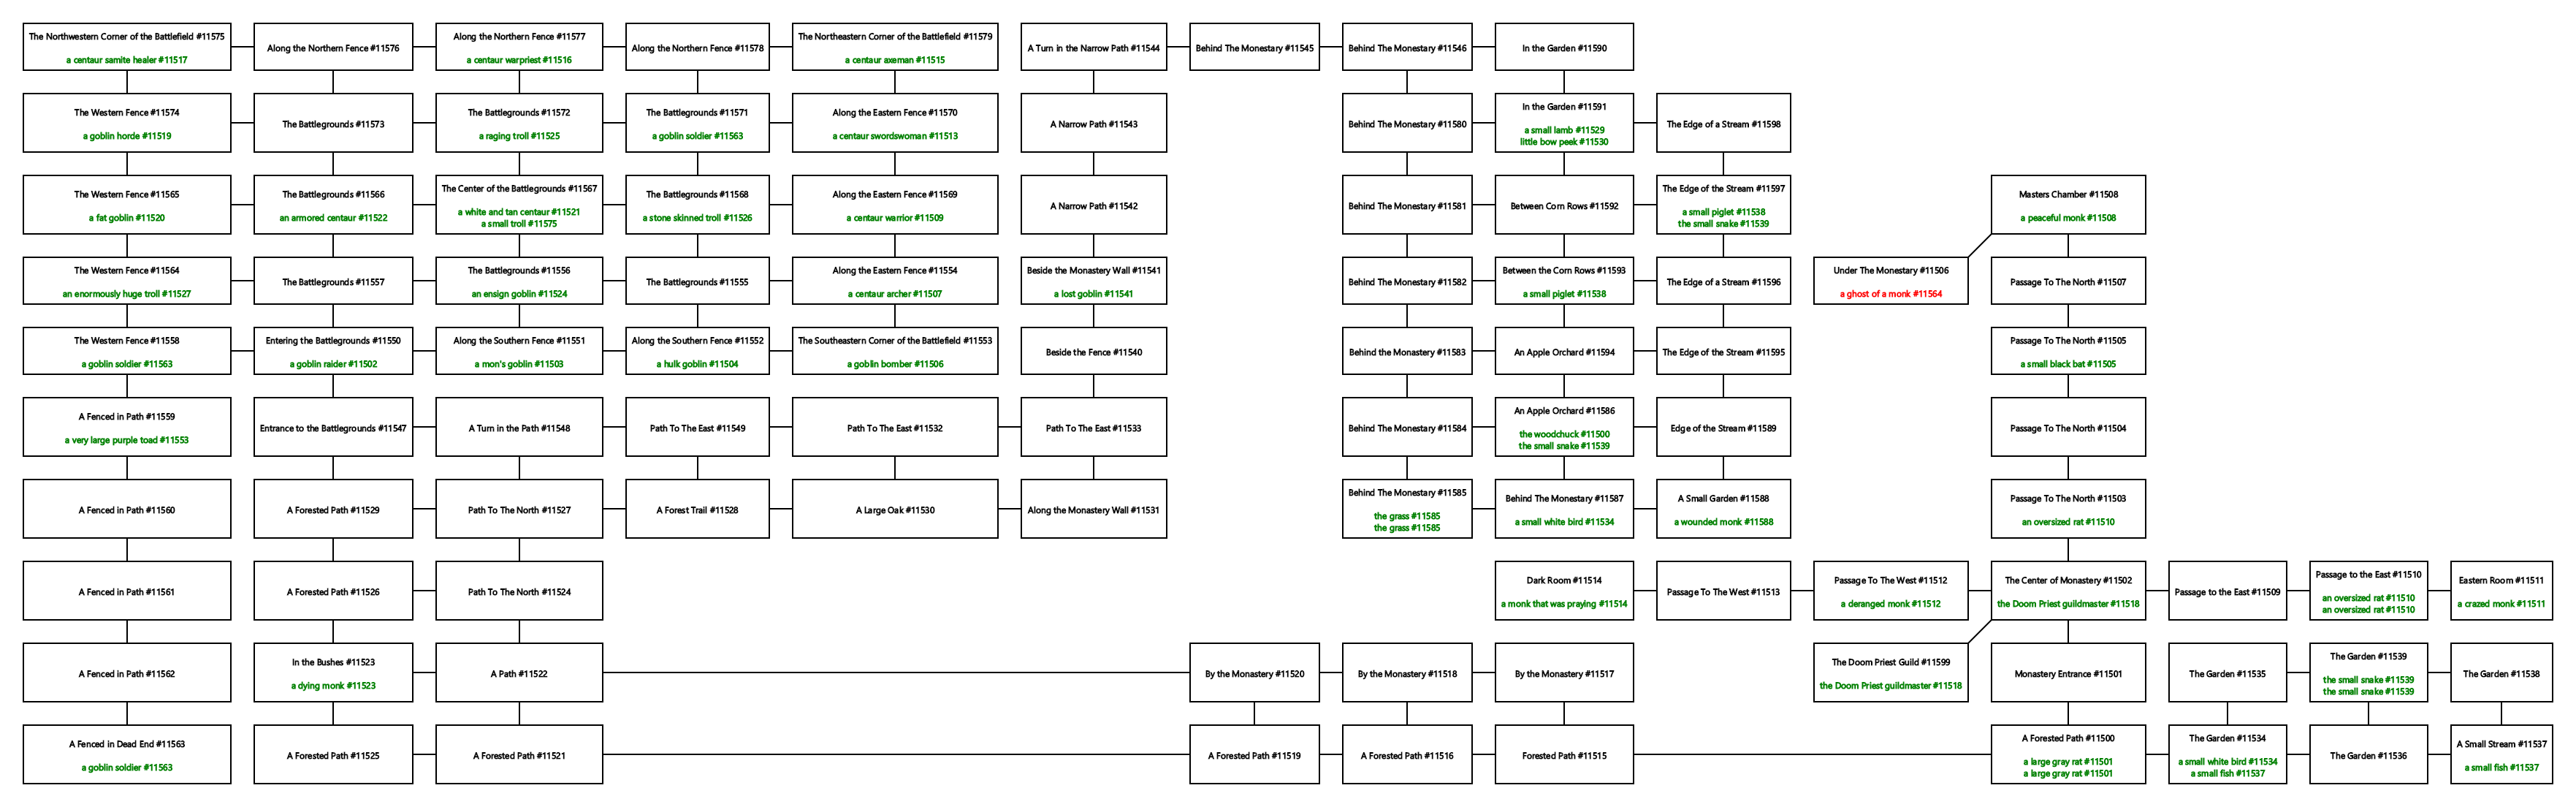 The Northwestern Corner of the Battlefield #11575
a centaur samite healer #11517
Along the Northern Fence #11576
Along the Northern Fence #11577
a centaur warpriest #11516
Along the Northern Fence #11578
The Northeastern Corner of the Battlefield #11579
a centaur axeman #11515
A Turn in the Narrow Path #11544
Behind The Monestary #11545
Behind The Monestary #11546
In the Garden #11590
The Western Fence #11574
a goblin horde #11519
The Battlegrounds #11573
The Battlegrounds #11572
a raging troll #11525
The Battlegrounds #11571
a goblin soldier #11563
Along the Eastern Fence #11570
a centaur swordswoman #11513
A Narrow Path #11543
Behind The Monestary #11580
In the Garden #11591
a small lamb #11529
little bow peek #11530
The Edge of a Stream #11598
The Western Fence #11565
a fat goblin #11520
The Battlegrounds #11566
an armored centaur #11522
The Center of the Battlegrounds #11567
a white and tan centaur #11521
a small troll #11575
The Battlegrounds #11568
a stone skinned troll #11526
Along the Eastern Fence #11569
a centaur warrior #11509
A Narrow Path #11542
Behind The Monestary #11581
Between Corn Rows #11592
The Edge of the Stream #11597
a small piglet #11538
the small snake #11539
Masters Chamber #11508
a peaceful monk #11508
The Western Fence #11564
an enormously huge troll #11527
The Battlegrounds #11557
The Battlegrounds #11556
an ensign goblin #11524
The Battlegrounds #11555
Along the Eastern Fence #11554
a centaur archer #11507
Beside the Monastery Wall #11541
a lost goblin #11541
Behind The Monestary #11582
Between the Corn Rows #11593
a small piglet #11538
The Edge of a Stream #11596
Under The Monestary #11506
a ghost of a monk #11564
Passage To The North #11507
The Western Fence #11558
a goblin soldier #11563
Entering the Battlegrounds #11550
a goblin raider #11502
Along the Southern Fence #11551
a mon's goblin #11503
Along the Southern Fence #11552
a hulk goblin #11504
The Southeastern Corner of the Battlefield #11553
a goblin bomber #11506
Beside the Fence #11540
Behind the Monestary #11583
An Apple Orchard #11594
The Edge of the Stream #11595
Passage To The North #11505
a small black bat #11505
A Fenced in Path #11559
a very large purple toad #11553
Entrance to the Battlegrounds #11547
A Turn in the Path #11548
Path To The East #11549
Path To The East #11532
Path To The East #11533
Behind The Monestary #11584
An Apple Orchard #11586
the woodchuck #11500
the small snake #11539
Edge of the Stream #11589
Passage To The North #11504
A Fenced in Path #11560
A Forested Path #11529
Path To The North #11527
A Forest Trail #11528
A Large Oak #11530
Along the Monastery Wall #11531
Behind The Monestary #11585
the grass #11585
the grass #11585
Behind The Monestary #11587
a small white bird #11534
A Small Garden #11588
a wounded monk #11588
Passage To The North #11503
an oversized rat #11510
A Fenced in Path #11561
A Forested Path #11526
Path To The North #11524
Dark Room #11514
a monk that was praying #11514
Passage To The West #11513
Passage To The West #11512
a deranged monk #11512
The Center of Monastery #11502
the Doom Priest guildmaster #11518
Passage to the East #11509
Passage to the East #11510
an oversized rat #11510
an oversized rat #11510
Eastern Room #11511
a crazed monk #11511
A Fenced in Path #11562
In the Bushes #11523
a dying monk #11523
A Path #11522
By the Monastery #11520
By the Monastery #11518
By the Monastery #11517
The Doom Priest Guild #11599
the Doom Priest guildmaster #11518
Monastery Entrance #11501
The Garden #11535
The Garden #11539
the small snake #11539
the small snake #11539
The Garden #11538
A Fenced in Dead End #11563
a goblin soldier #11563
A Forested Path #11525
A Forested Path #11521
A Forested Path #11519
A Forested Path #11516
Forested Path #11515
A Forested Path #11500
a large gray rat #11501
a large gray rat #11501
The Garden #11534
a small white bird #11534
a small fish #11537
The Garden #11536
A Small Stream #11537
a small fish #11537